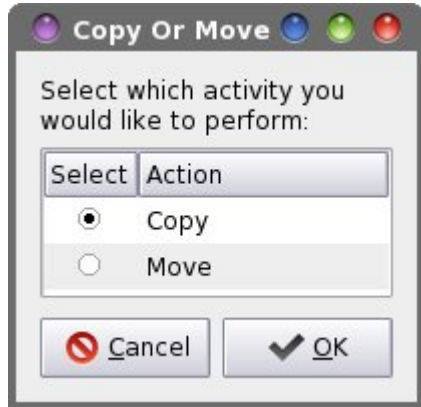 Copy Or Move
Select which activity you
would like to perform:
Select Action
Copy
Move
Cancel OK